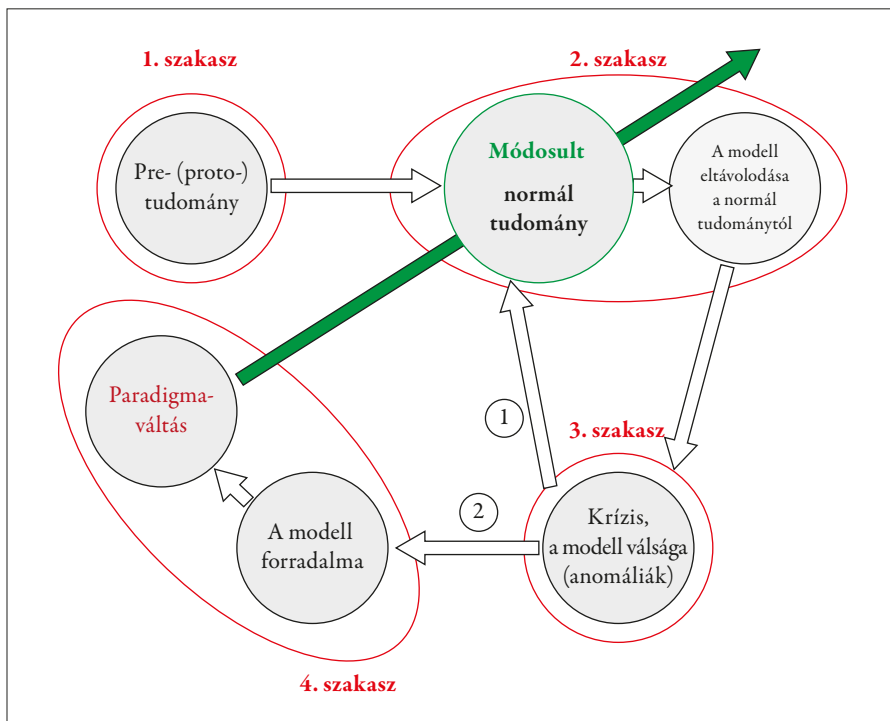 1. szakasz
2. szakasz
Pre- (proto-)
tudomány
Módosult
normál
tudomány
A modell
eltávolodása
a normál
tudománytól
Paradigma-
váltás
1
3. szakasz
2
A modell
forradalma
Krízis,
a modell válsága
(anomáliák)
4. szakasz